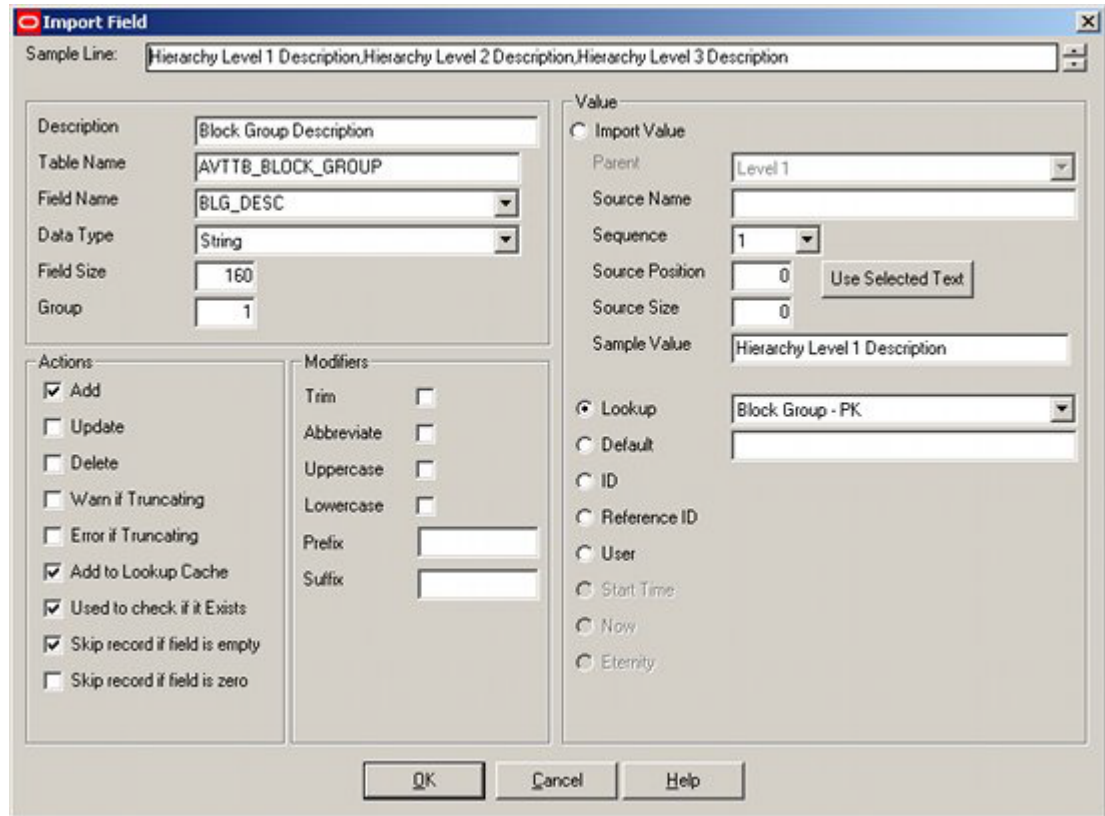 Import Field
Sample Line: Hierarchy Level 1 Description,Hierarchy Level 2 Description,Hierarchy Level 3 Description
Description Block Group Description
Table Name AVTTB_BLOCK_GROUP
Field Name BLG_DESC
Data Type String
Field Size 160
Group 1
Actions
Add
Update
Delete
Warn if Truncating
Error if Truncating
Add to Lookup Cache
Used to check if it Exists
Skip record if field is empty
Skip record if field is zero
Modifiers
Trim
Abbreviate
Uppercase
Lowercase
Prefix
Suffix
Value
Import Value
Parent Level 1
Source Name
Sequence 1
Source Position 0 Use Selected Text
Source Size 0
Sample Value Hierarchy Level 1 Description
Lookup Block Group - PK
Default
ID
Reference ID
User
Start Time
Now
Eternity
OK Cancel Help